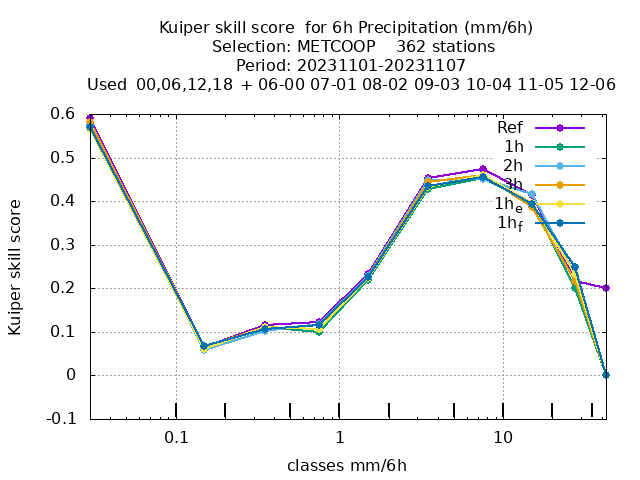 Kuiper skill score  for 6h Precipitation (mm/6h)
Selection: METCOOP    362 stations
Period: 20231101-20231107
Used  00,06,12,18  + 06-00 07-01 08-02 09-03 10-04 11-05 12-06
0.6
0.5
0.4
0.3
0.2
0.1
0
-0.1
Kuiper skill score
Ref
1h
2h
3h
1he
1hf
0.1
1
10
classes mm/6h